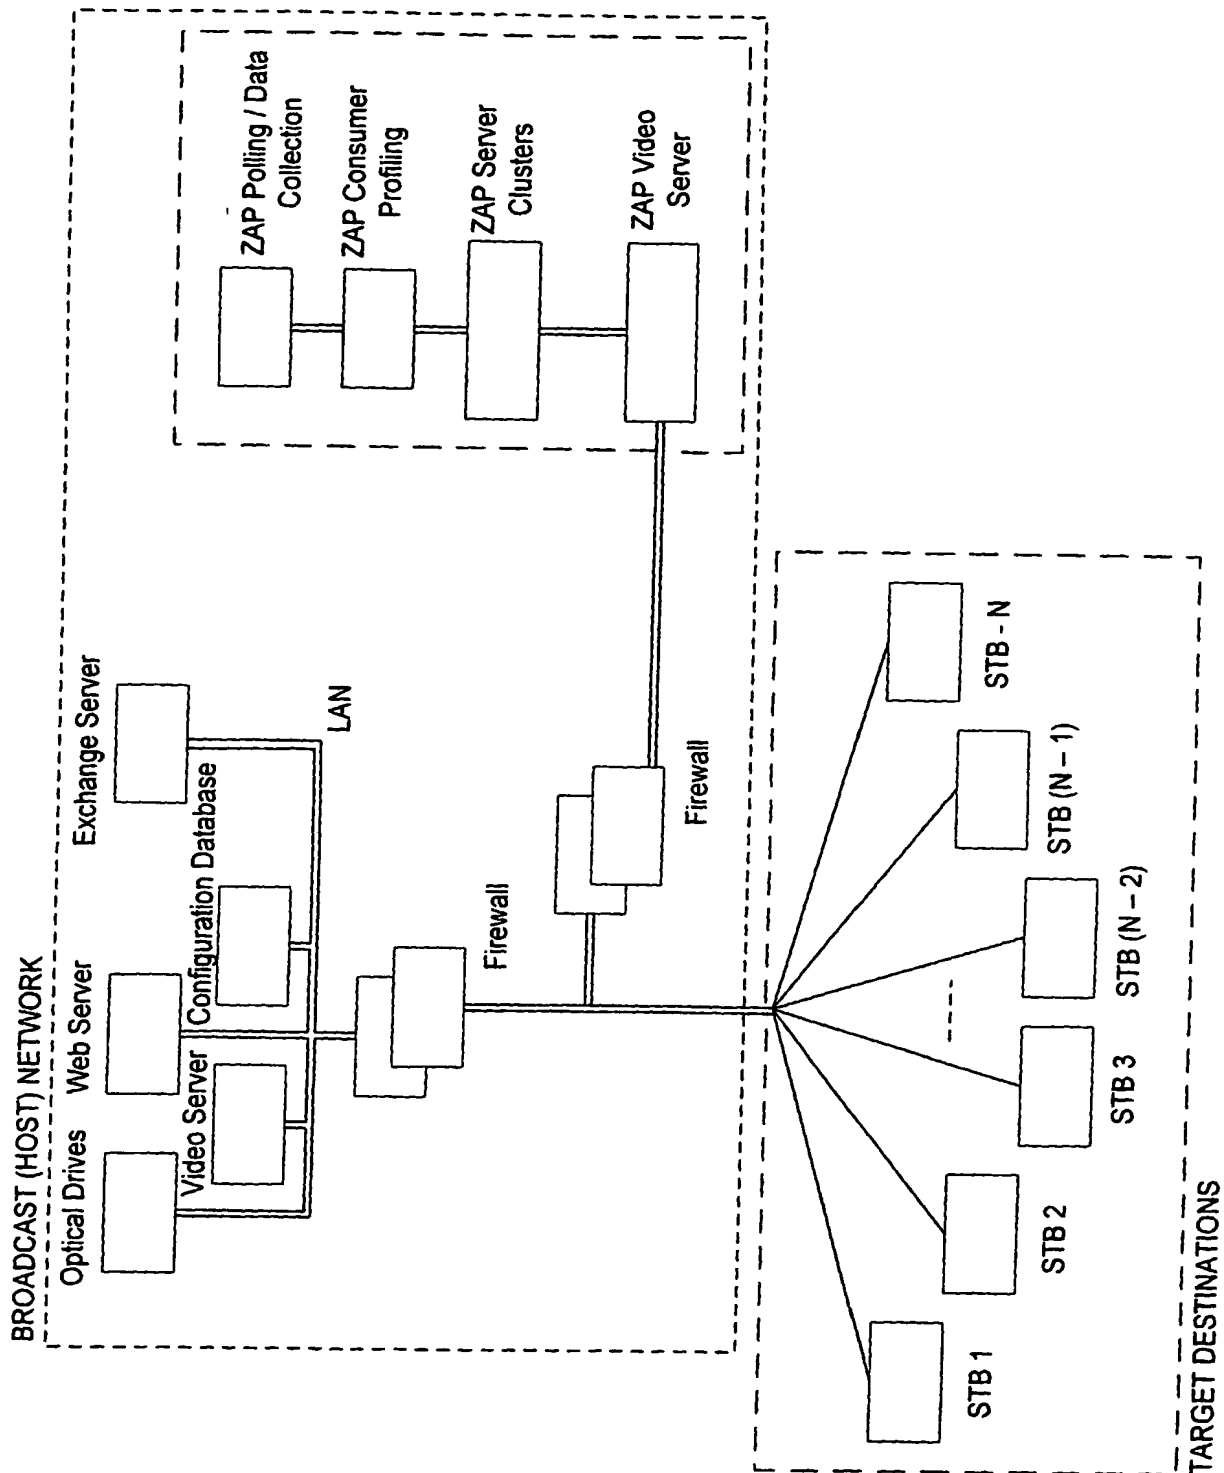 BROADCAST (HOST) NETWORK
Optical Drives
Web Server
Exchange Server
Video Server
Configuration Database
LAN
Firewall
Firewall
ZAP Polling / Data
Collection
ZAP Consumer
Profiling
ZAP Server
Clusters
ZAP Video
Server
STB 1
STB 2
STB 3
STB (N – 2)
STB (N – 1)
STB - N
TARGET DESTINATIONS